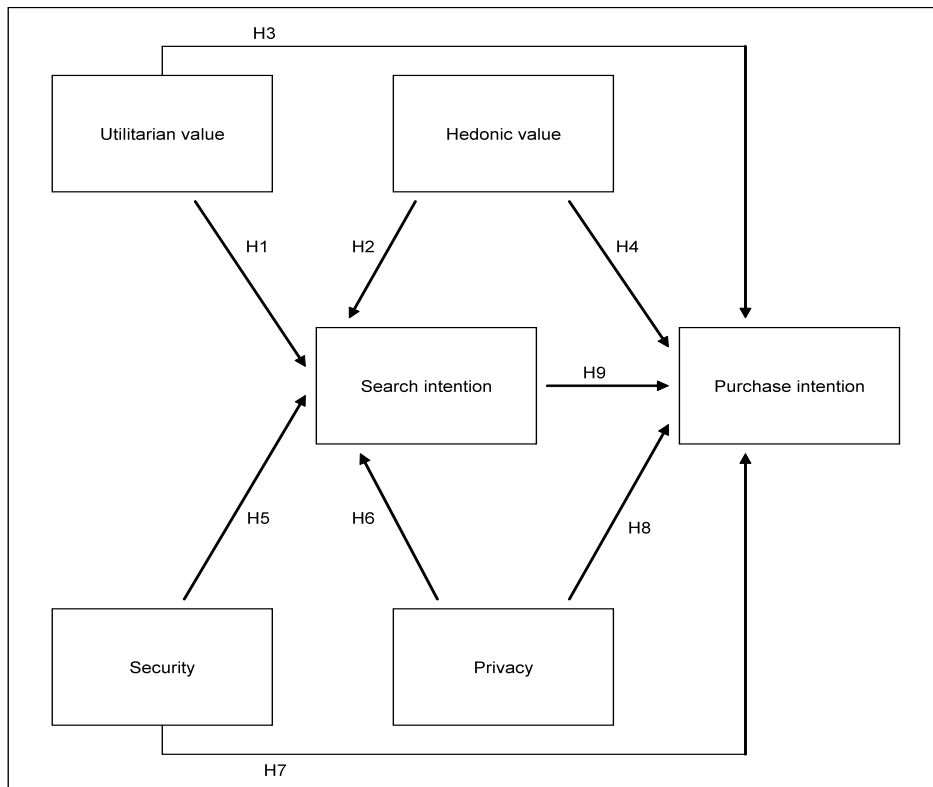 H3
Utilitarian value
Hedonic value
H1
H2
H4
Search intention
H9
Purchase intention
H5
H6
H8
Security
Privacy
H7